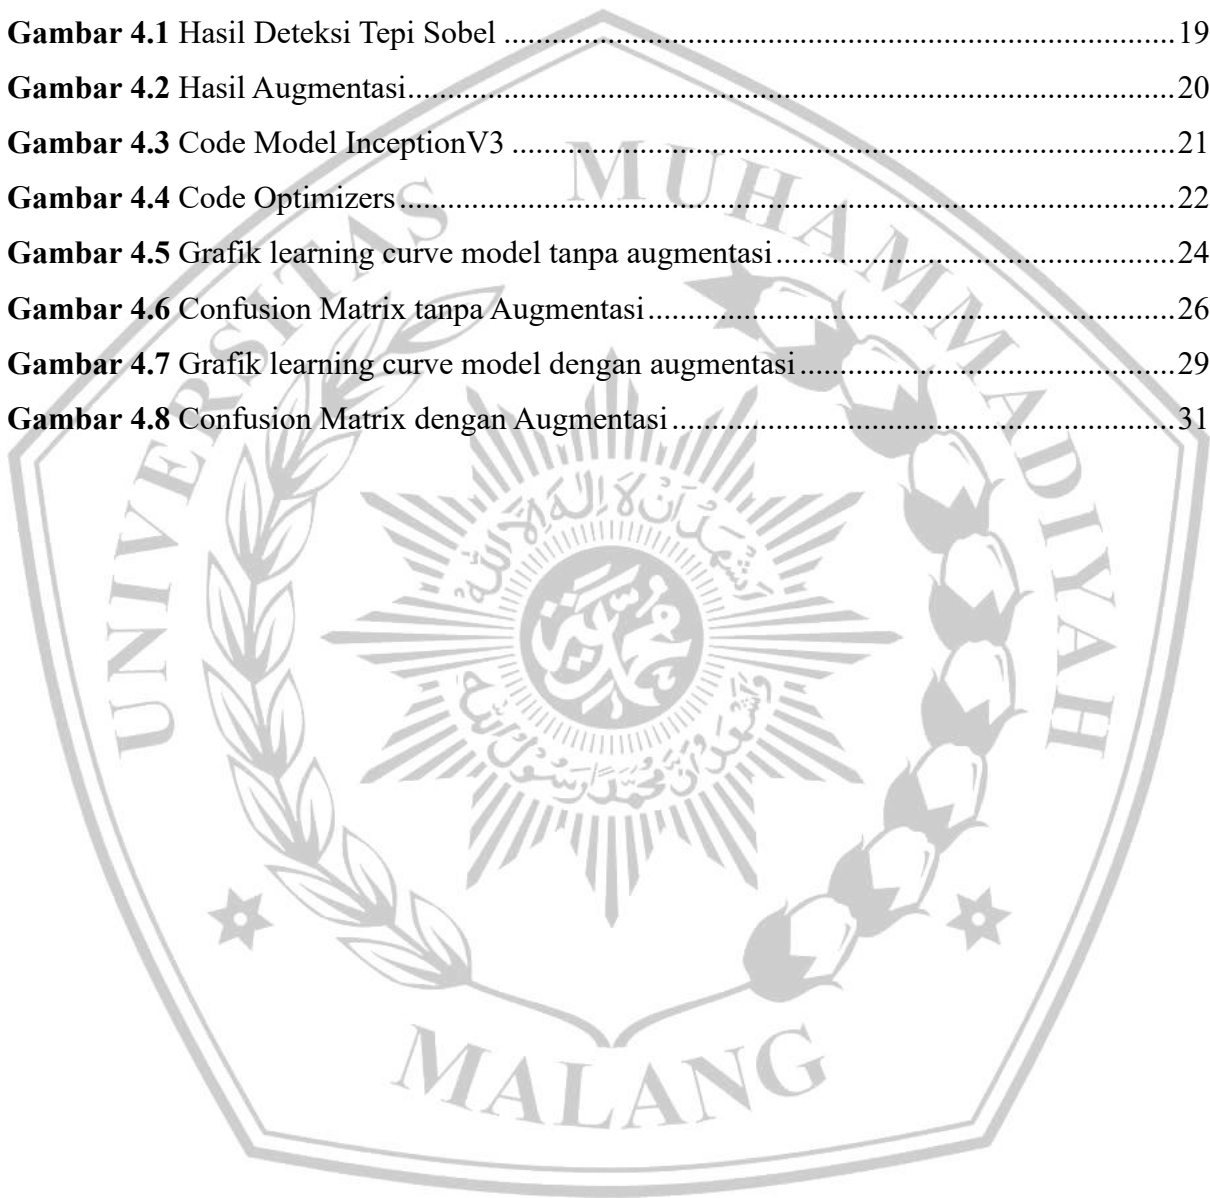 Gambar 4.1 Hasil Deteksi Tepi Sobel ........................................................................................ 19
Gambar 4.2 Hasil Augmentasi.................................................................................................... 20
Gambar 4.3 Code Model InceptionV3 ....................................................................................... 21
Gambar 4.4 Code Optimizers ..................................................................................................... 22
Gambar 4.5 Grafik learning curve model tanpa augmentasi .................................................... 24
Gambar 4.6 Confusion Matrix tanpa Augmentasi ..................................................................... 26
Gambar 4.7 Grafik learning curve model dengan augmentasi ................................................. 29
Gambar 4.8 Confusion Matrix dengan Augmentasi .................................................................. 31
UNIVERSITAS MUHAMMADIYAH
MALANG